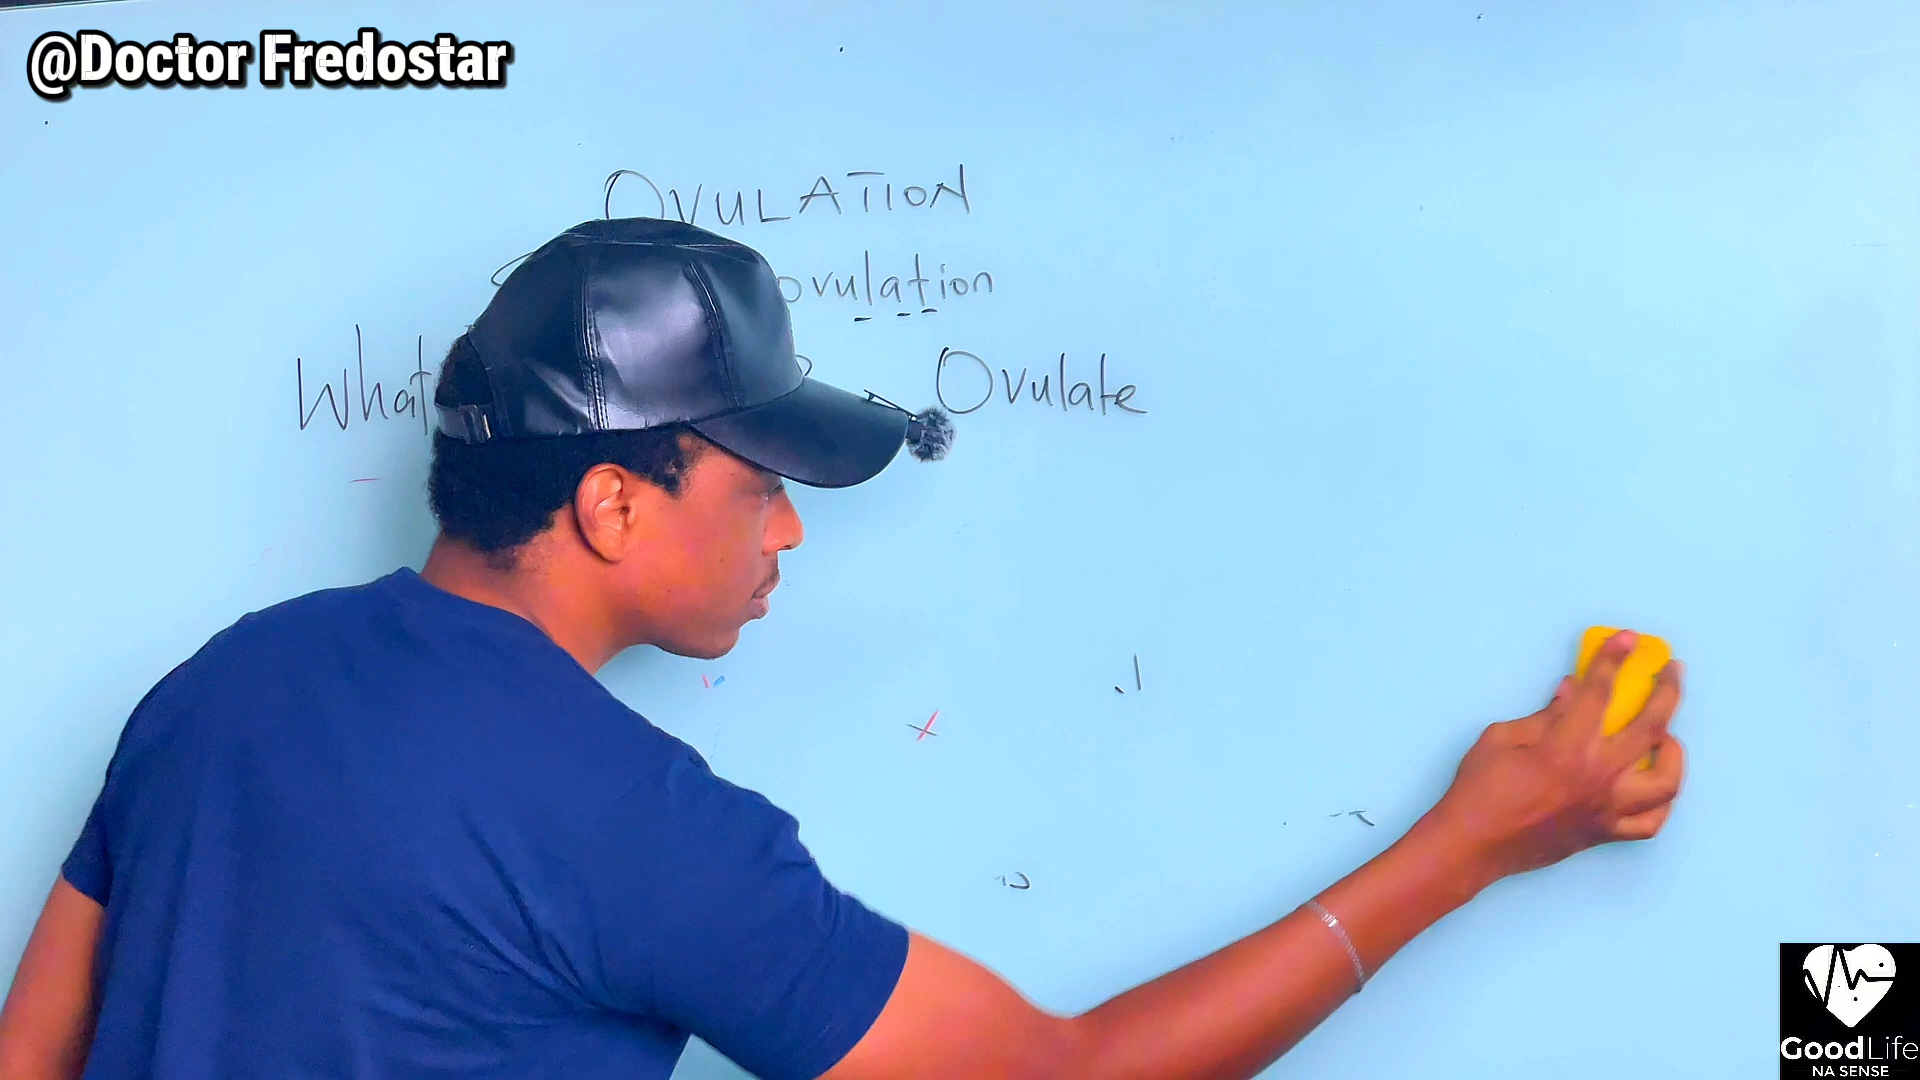 @Doctor Fredostar
OVULATION
ovulation
What Ovulate
GoodLife
NA SENSE